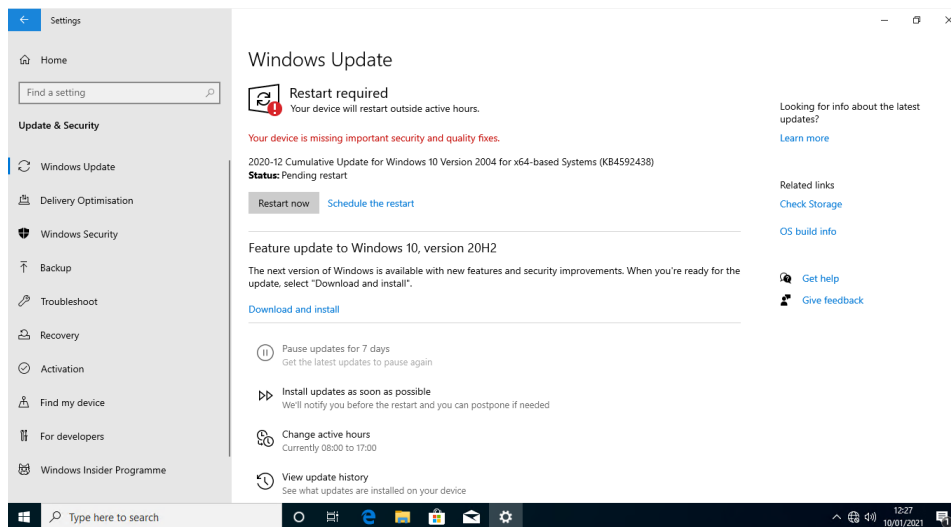 Settings
Home
Find a setting
Update & Security
Windows Update
Delivery Optimisation
Windows Security
Backup
Troubleshoot
Recovery
Activation
Find my device
For developers
Windows Insider Programme
Windows Update
Restart required
Your device will restart outside active hours.
Your device is missing important security and quality fixes.
2020-12 Cumulative Update for Windows 10 Version 2004 for x64-based Systems (KB4592438)
Status: Pending restart
Restart now Schedule the restart
Feature update to Windows 10, version 20H2
The next version of Windows is available with new features and security improvements. When you're ready for the
update, select "Download and install".
Download and install
Pause updates for 7 days
Get the latest updates to pause again
Install updates as soon as possible
We'll notify you before the restart and you can postpone if needed
Change active hours
Currently 08:00 to 17:00
View update history
See what updates are installed on your device
Looking for info about the latest
updates?
Learn more
Related links
Check Storage
OS build info
Get help
Give feedback
Type here to search
12:27
10/01/2021